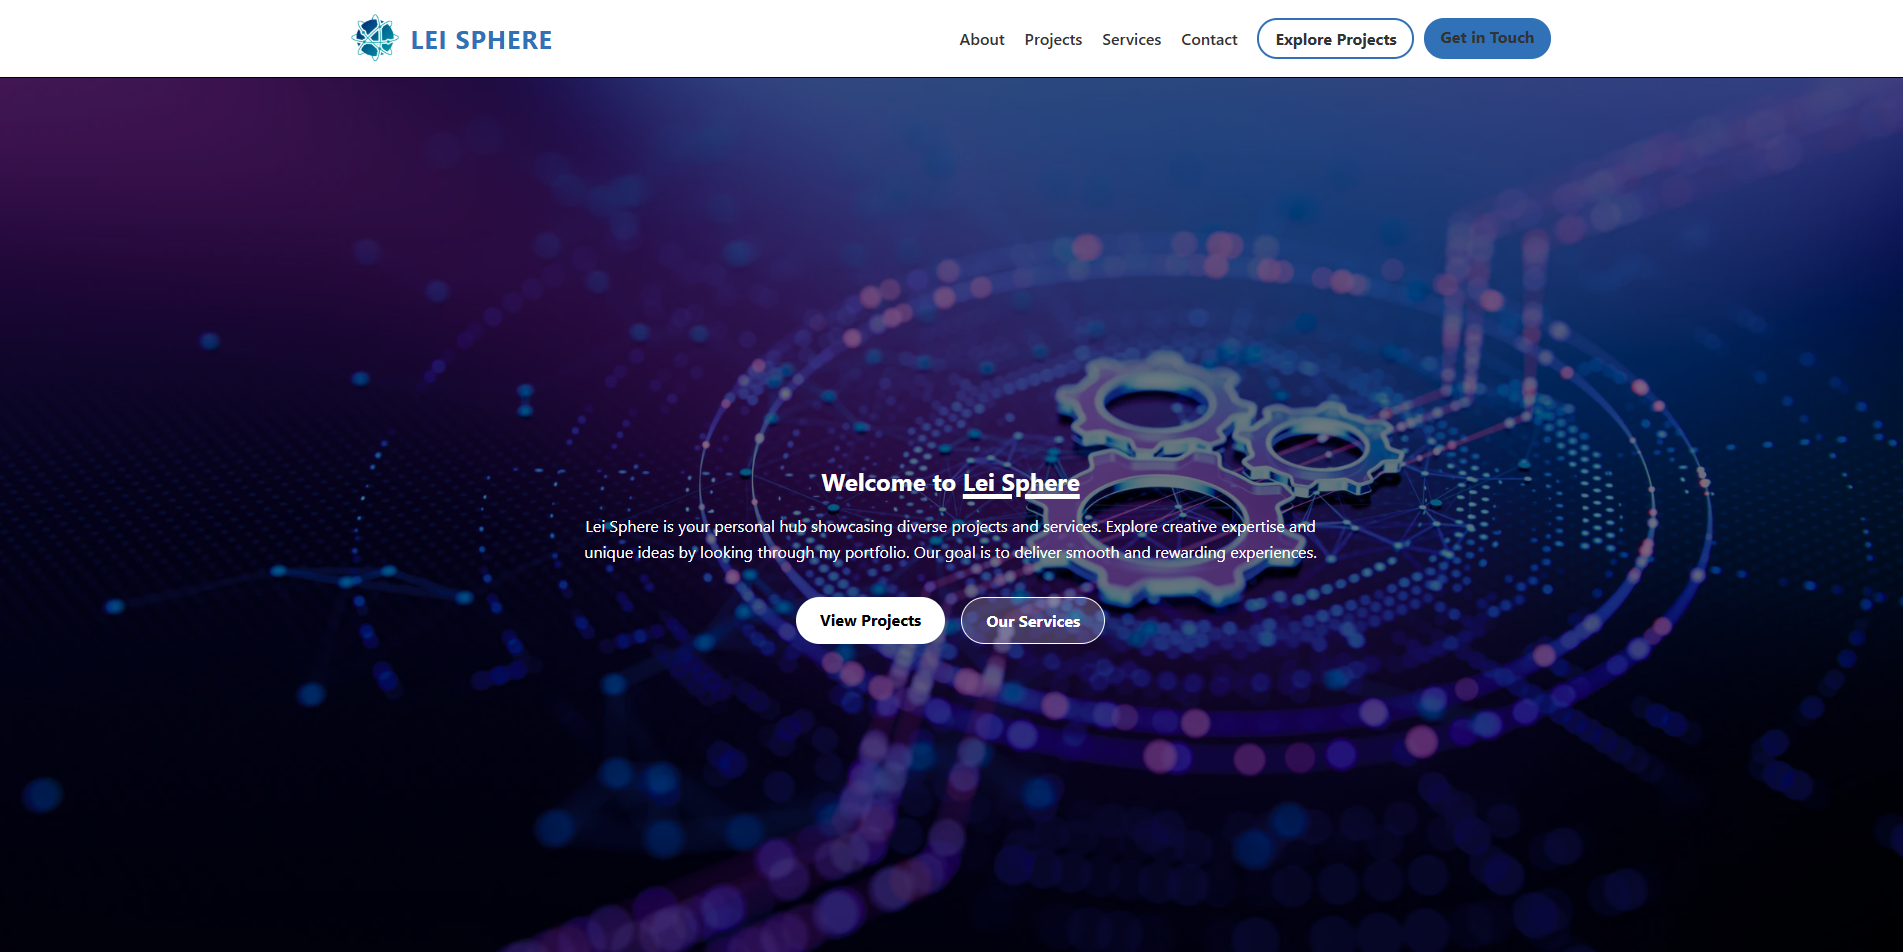 LEI SPHERE
About
Projects
Services
Contact
Explore Projects
Get in Touch
Welcome to Lei Sphere
Lei Sphere is your personal hub showcasing diverse projects and services. Explore creative expertise and
unique ideas by looking through my portfolio. Our goal is to deliver smooth and rewarding experiences.
View Projects
Our Services